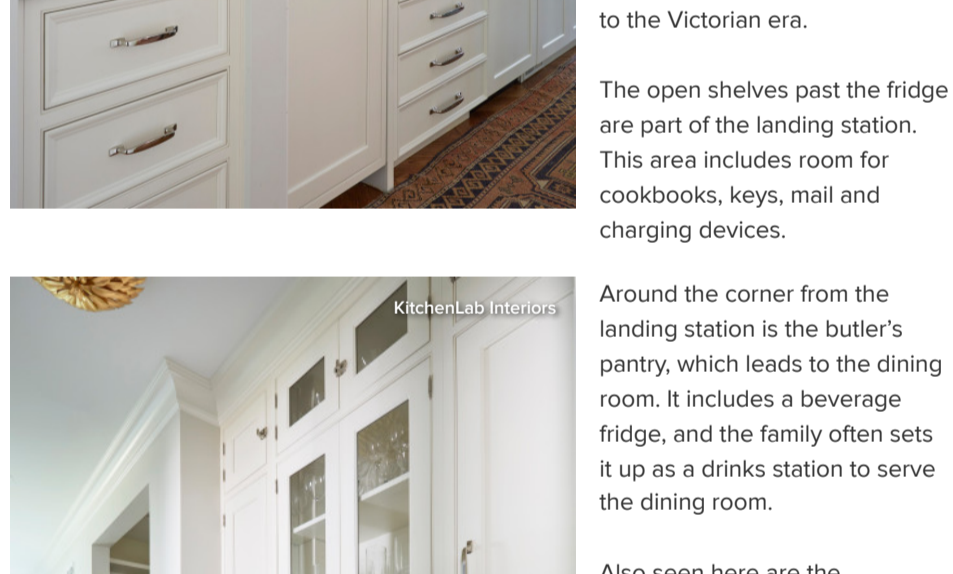 to the Victorian era.
The open shelves past the fridge
are part of the landing station.
This area includes room for
cookbooks, keys, mail and
charging devices.
KitchenLab Interiors
Around the corner from the
landing station is the butler’s
pantry, which leads to the dining
room. It includes a beverage
fridge, and the family often sets
it up as a drinks station to serve
the dining room.
Also seen here are the